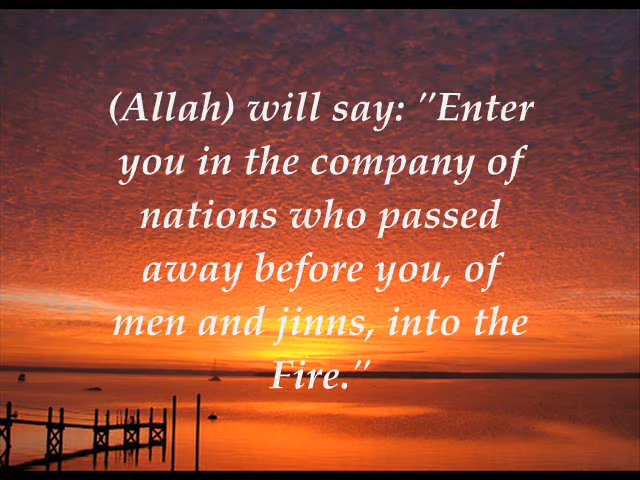 (Allah) will say: "Enter
you in the company of
nations who passed
away before you, of
men and jinns, into the
Fire."